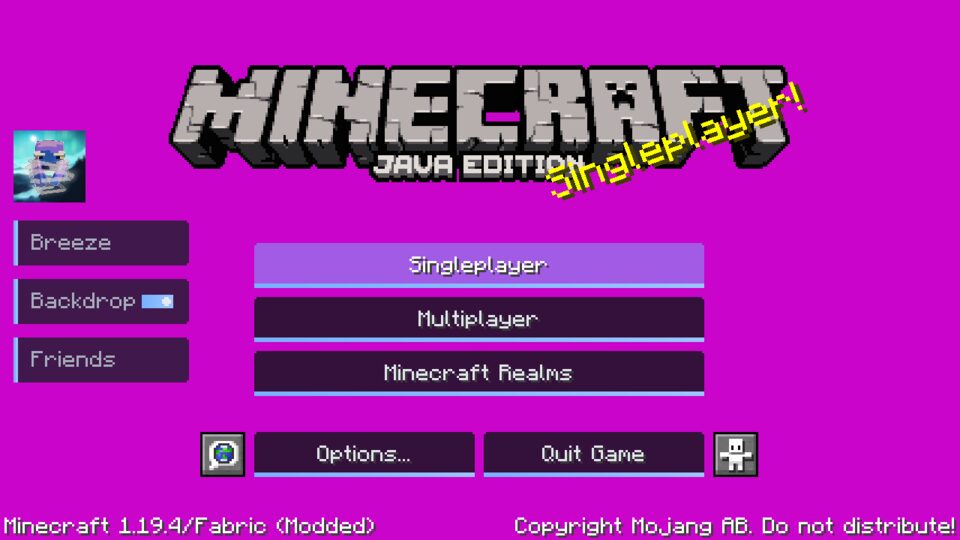 MINECRAFT
JAVA EDITION
Singleplayer!
Breeze
Backdrop
Friends
Singleplayer
Multiplayer
Minecraft Realms
Options...
Quit Game
Minecraft 1.19.4/Fabric (Modded)
Copyright Mojang AB. Do not distribute!